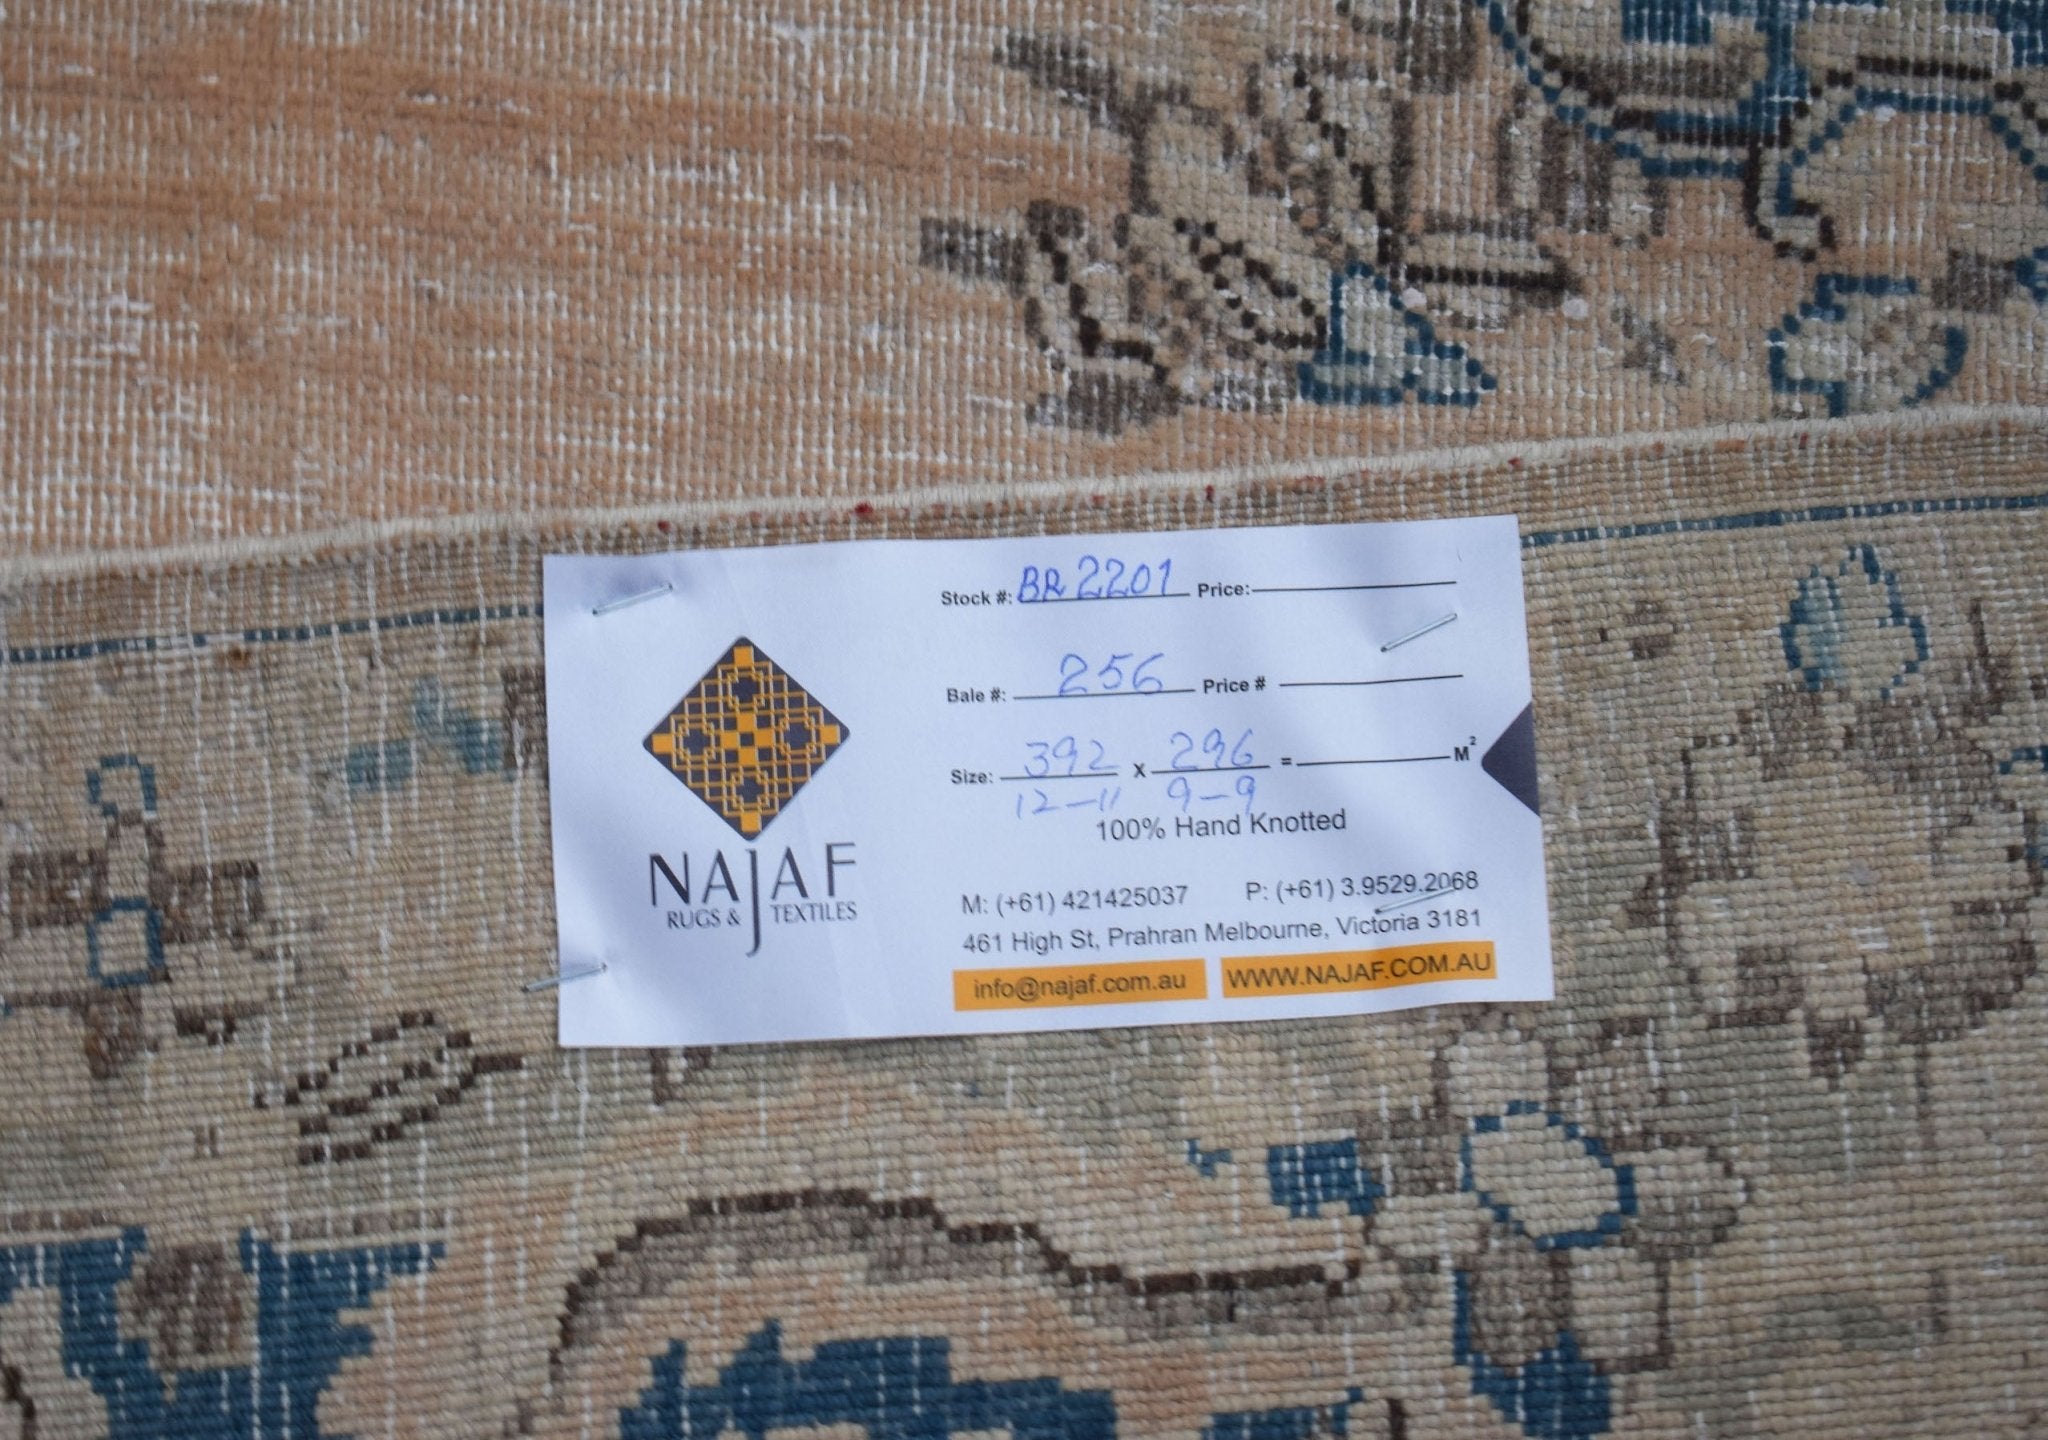 Stock #: BR 2201 Price:
Bale #: 256 Price #
Size: 392 X 296 = M²
12-11 9-9
100% Hand Knotted
NAJAF
RUGS & TEXTILES
M: (+61) 421425037 P: (+61) 3.9529.2068
461 High St, Prahran Melbourne, Victoria 3181
info@najaf.com.au WWW.NAJAF.COM.AU